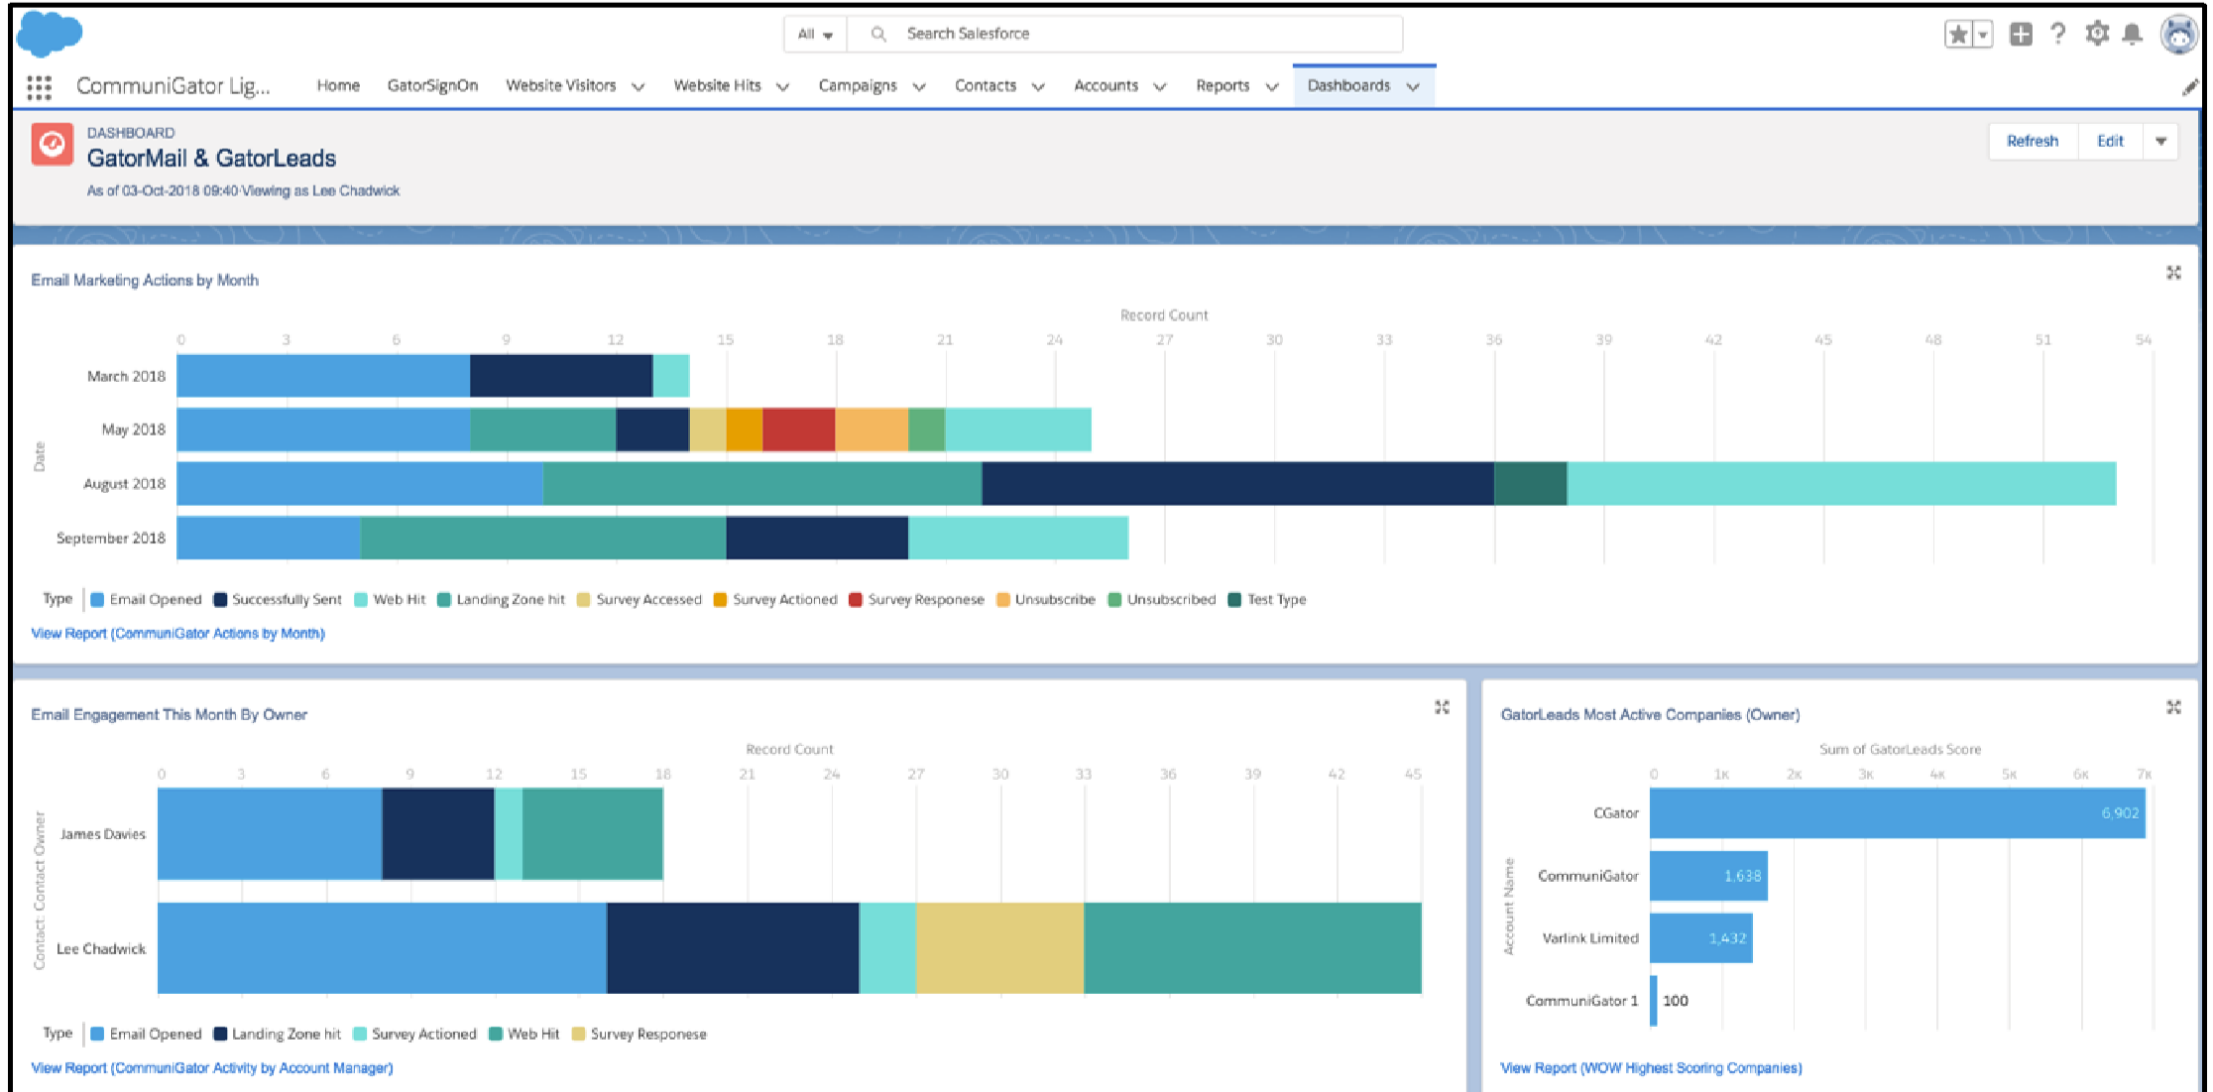 All
Search Salesforce
CommuniGator Lig...
Home GatorSignOn Website Visitors Website Hits Campaigns Contacts Accounts Reports Dashboards
DASHBOARD
GatorMail & GatorLeads
As of 03-Oct-2018 09:40·Viewing as Lee Chadwick
Refresh Edit
Email Marketing Actions by Month
Record Count
0 3 6 9 12 15 18 21 24 27 30 33 36 39 42 45 48 51 54
Date
March 2018
May 2018
August 2018
September 2018
Type Email Opened Successfully Sent Web Hit Landing Zone hit Survey Accessed Survey Actioned Survey Responese Unsubscribe Unsubscribed Test Type
View Report (CommuniGator Actions by Month)
Email Engagement This Month By Owner
Record Count
0 3 6 9 12 15 18 21 24 27 30 33 36 39 42 45
Contact: Contact Owner
James Davies
Lee Chadwick
Type Email Opened Landing Zone hit Survey Actioned Web Hit Survey Responese
View Report (CommuniGator Activity by Account Manager)
GatorLeads Most Active Companies (Owner)
Sum of GatorLeads Score
0 1K 2K 3K 4K 5K 6K 7K
Account Name
CGator 6,902
CommuniGator 1,638
Varlink Limited 1,432
CommuniGator 1 100
View Report (WOW Highest Scoring Companies)